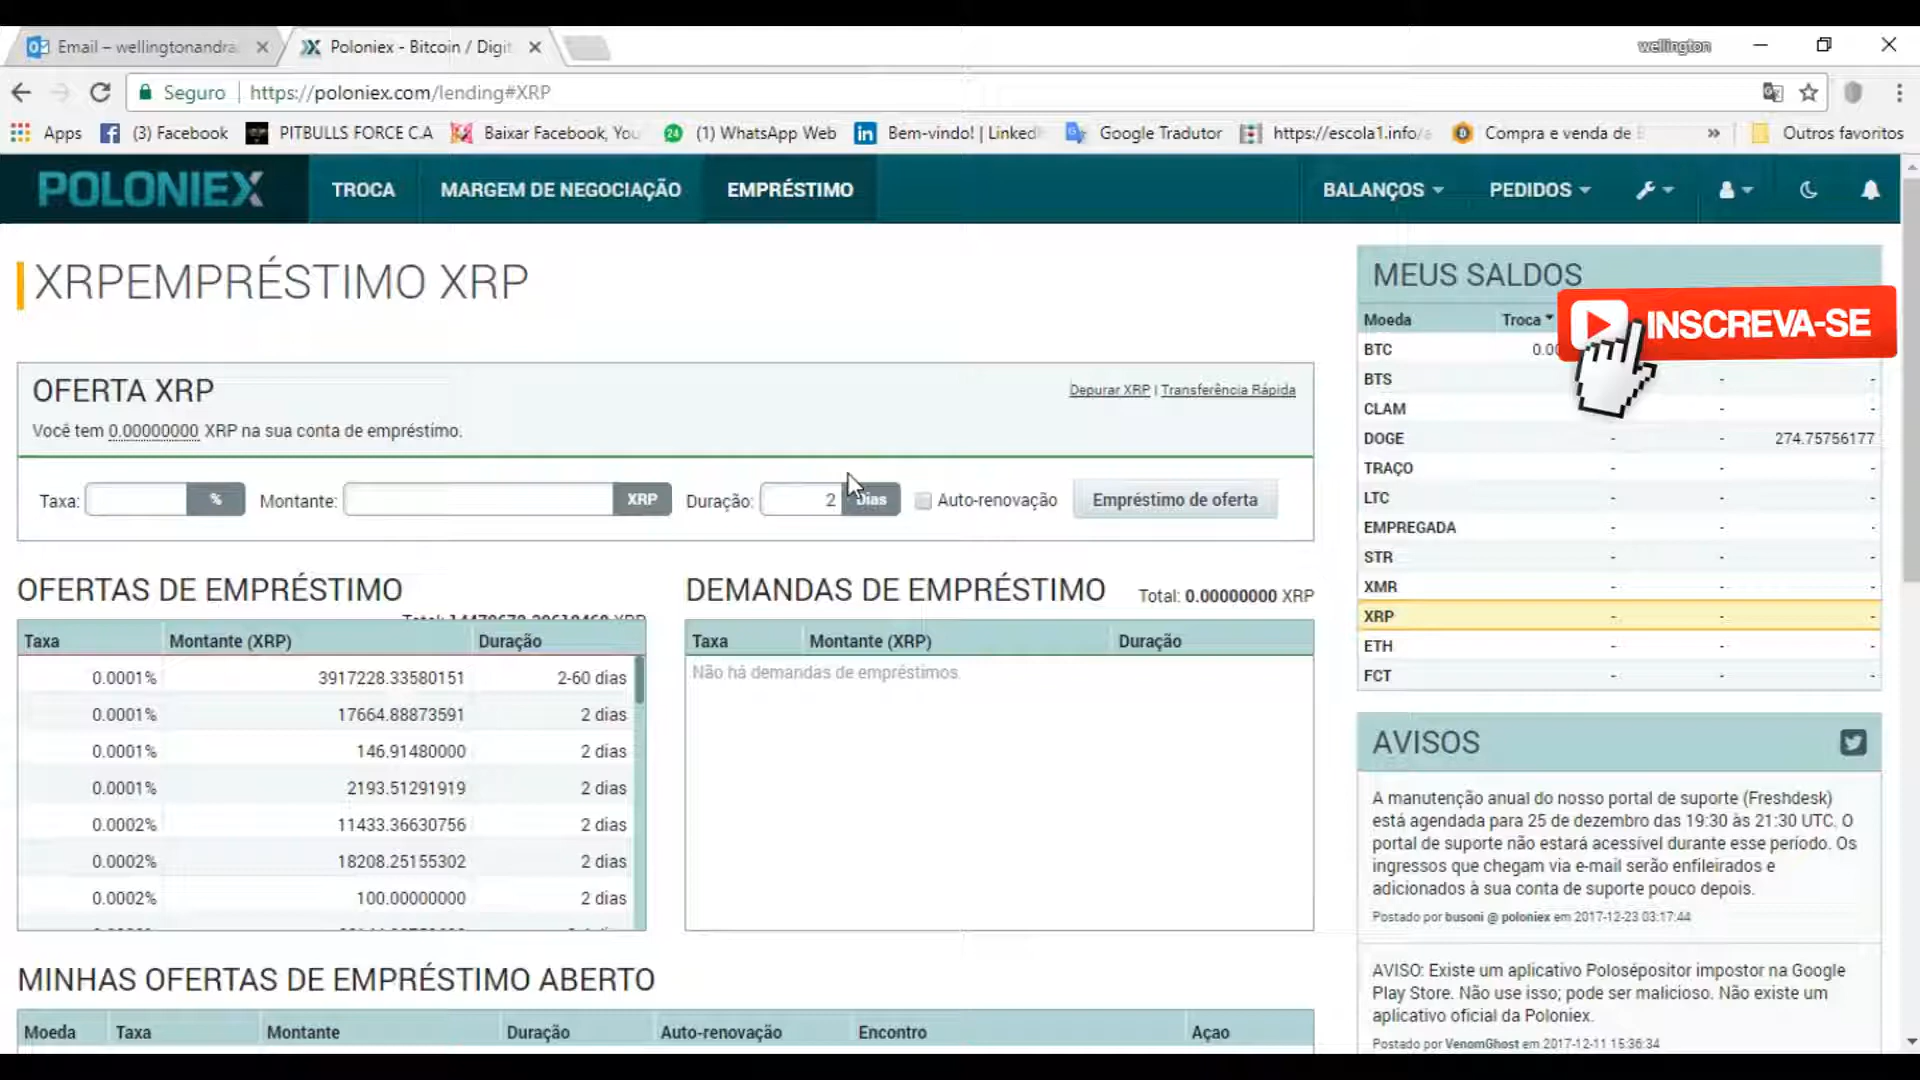 Email – wellingtonandra
Poloniex - Bitcoin / Digit
wellington
Seguro
https://poloniex.com/lending#XRP
Apps
(3) Facebook
PITBULLS FORCE C.A
Baixar Facebook, You
24
(1) WhatsApp Web
Bem-vindo! | Linked
Google Tradutor
https://escola1.info/
Compra e venda de
»
Outros favoritos
POLONIEX
TROCA
MARGEM DE NEGOCIAÇÃO
EMPRÉSTIMO
BALANÇOS
PEDIDOS
XRPEMPRÉSTIMO XRP
OFERTA XRP
Depurar XRP | Transferência Rápida
Você tem 0.00000000 XRP na sua conta de empréstimo.
Taxa: %
Montante: XRP
Duração: 2 Dias
Auto-renovação
Empréstimo de oferta
OFERTAS DE EMPRÉSTIMO
Taxa Montante (XRP) Duração
0.0001% 3917228.33580151 2-60 dias
0.0001% 17664.88873591 2 dias
0.0001% 146.91480000 2 dias
0.0001% 2193.51291919 2 dias
0.0002% 11433.36630756 2 dias
0.0002% 18208.25155302 2 dias
0.0002% 100.00000000 2 dias
DEMANDAS DE EMPRÉSTIMO
Total: 0.00000000 XRP
Taxa Montante (XRP) Duração
Não há demandas de empréstimos.
MINHAS OFERTAS DE EMPRÉSTIMO ABERTO
Moeda Taxa Montante Duração Auto-renovação Encontro Açao
MEUS SALDOS
INSCREVA-SE
Moeda Troca
BTC 0.00
BTS - -
CLAM
DOGE - - 274.75756177
TRAÇO - - -
LTC - - -
EMPREGADA - - -
STR - - -
XMR - - -
XRP - - -
ETH - - -
FCT - - -
AVISOS
A manutenção anual do nosso portal de suporte (Freshdesk)
está agendada para 25 de dezembro das 19:30 às 21:30 UTC. O
portal de suporte não estará acessível durante esse período. Os
ingressos que chegam via e-mail serão enfileirados e
adicionados à sua conta de suporte pouco depois.
Postado por busoni @ poloniex em 2017-12-23 03:17:44
AVISO: Existe um aplicativo Polosépositor impostor na Google
Play Store. Não use isso; pode ser malicioso. Não existe um
aplicativo oficial da Poloniex.
Postado por VenomGhost em 2017-12-11 15:36:34